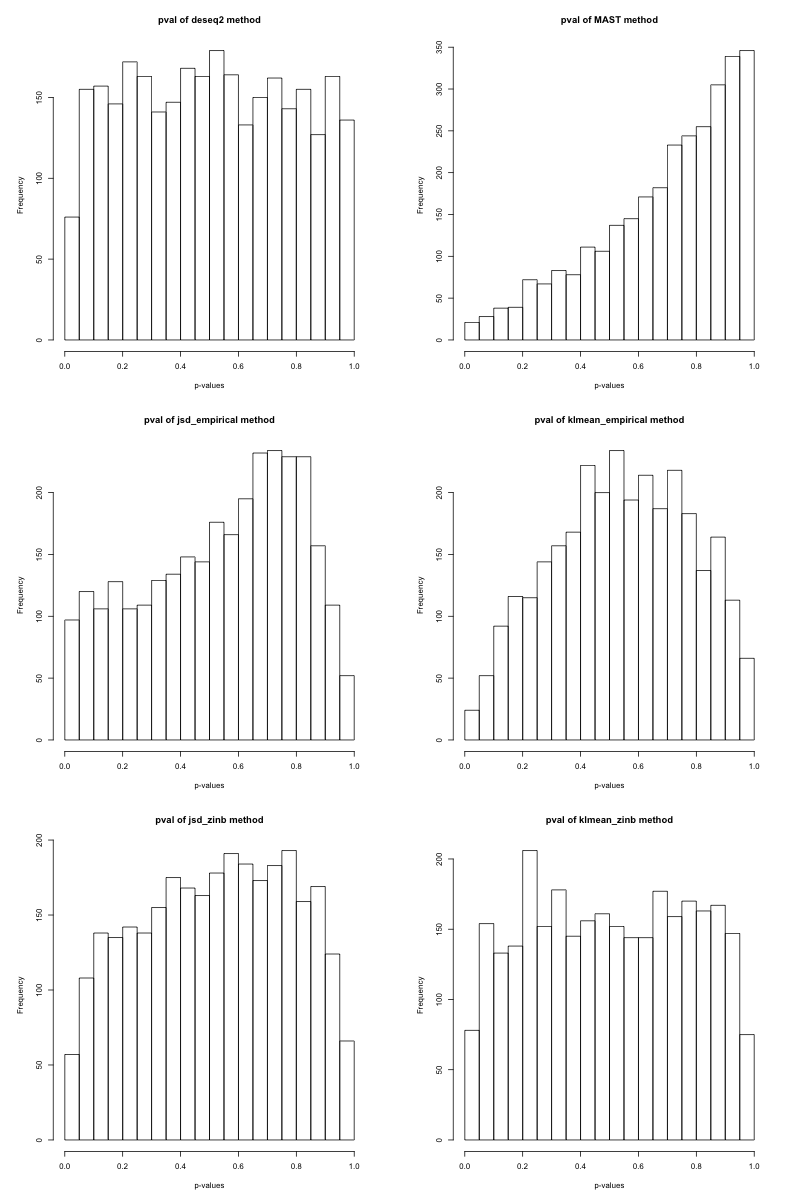 pval of deseq2 method
Frequency
0
50
100
150
0.0 0.2 0.4 0.6 0.8 1.0
p-values
pval of MAST method
Frequency
0
50
100
150
200
250
300
350
0.0 0.2 0.4 0.6 0.8 1.0
p-values
pval of jsd_empirical method
Frequency
0
50
100
150
200
0.0 0.2 0.4 0.6 0.8 1.0
p-values
pval of klmean_empirical method
Frequency
0
50
100
150
200
0.0 0.2 0.4 0.6 0.8 1.0
p-values
pval of jsd_zinb method
Frequency
0
50
100
150
200
0.0 0.2 0.4 0.6 0.8 1.0
p-values
pval of klmean_zinb method
Frequency
0
50
100
150
200
0.0 0.2 0.4 0.6 0.8 1.0
p-values